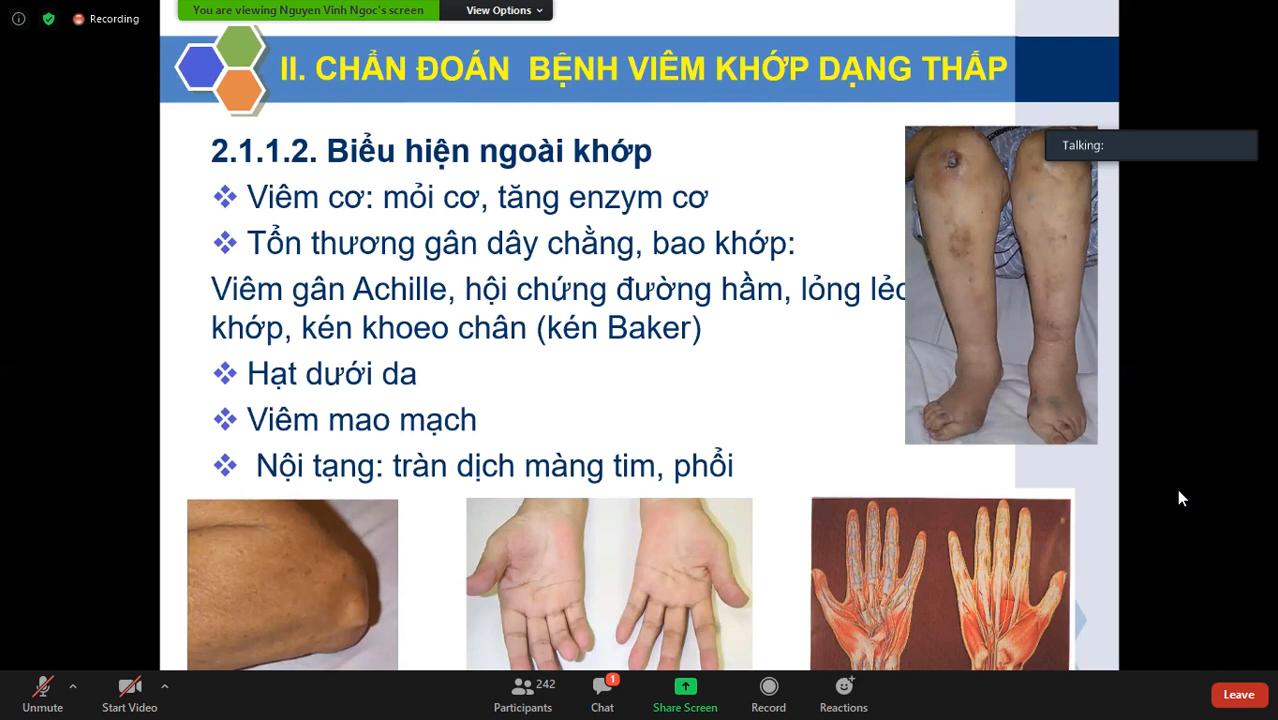 You are viewing Nguyen Vinh Ngoc's screen
View Options
Recording
II. CHẨN ĐOÁN BỆNH VIÊM KHỚP DẠNG THẤP
Talking:
2.1.1.2. Biểu hiện ngoài khớp
Viêm cơ: mỏi cơ, tăng enzym cơ
Tổn thương gân dây chằng, bao khớp:
Viêm gân Achille, hội chứng đường hầm, lỏng lẻo
khớp, kén khoeo chân (kén Baker)
Hạt dưới da
Viêm mao mạch
Nội tạng: tràn dịch màng tim, phổi
242
1
Unmute
Start Video
Participants
Chat
Share Screen
Record
Reactions
Leave